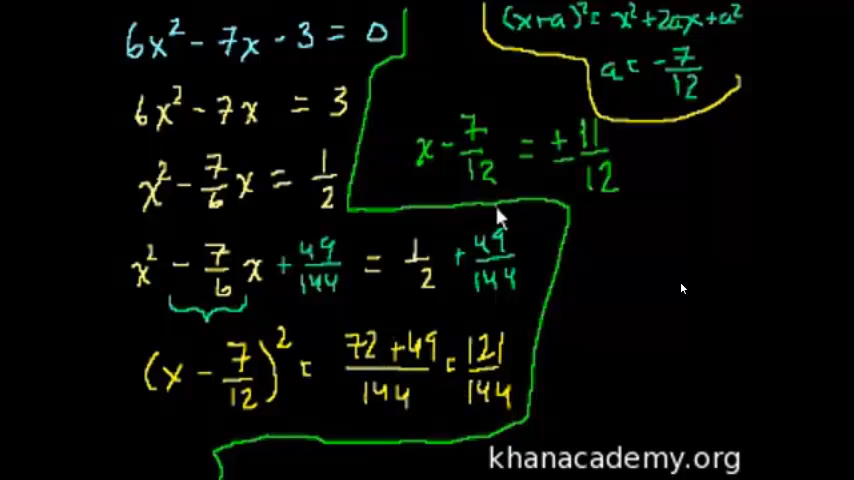 6x² - 7x - 3 = 0
6x² - 7x = 3
x² - 7/6 x = 1/2
x² - 7/6 x + 49/144 = 1/2 + 49/144
(x - 7/12)² = 72 + 49/144 = 121/144
(x+a)² = x² + 2ax + a²
a = -7/12
x - 7/12 = ± 11/12
khanacademy.org